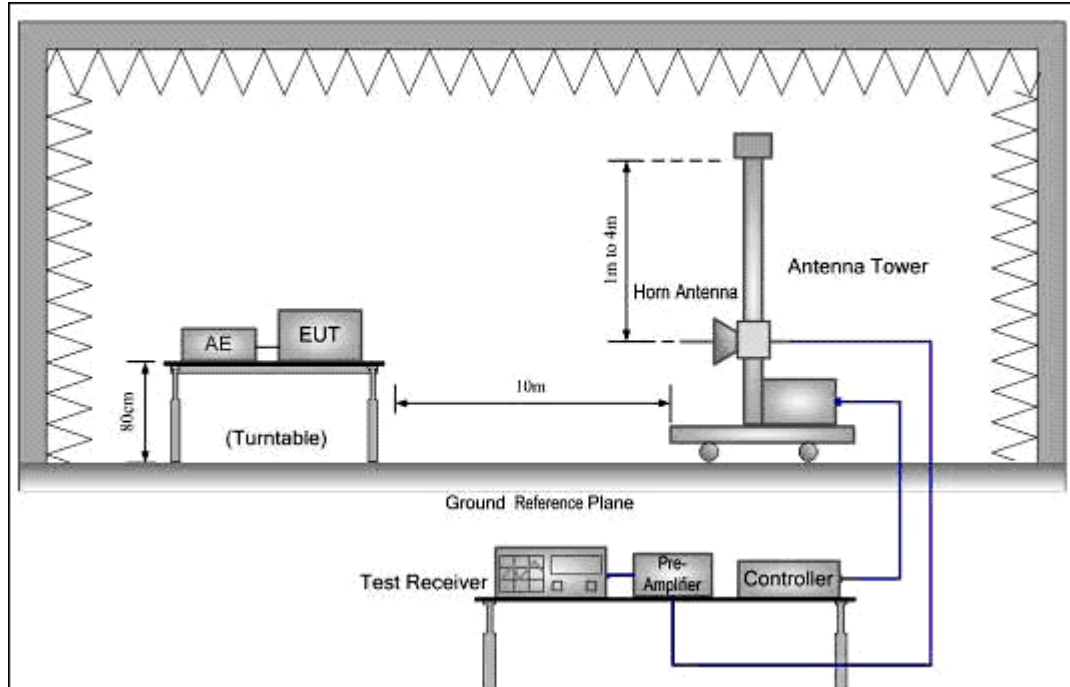 1m to 4m
Antenna Tower
Horn Antenna
AE
EUT
80cm
10m
(Turntable)
Ground Reference Plane
Test Receiver
Pre-
Amplifier
Controller